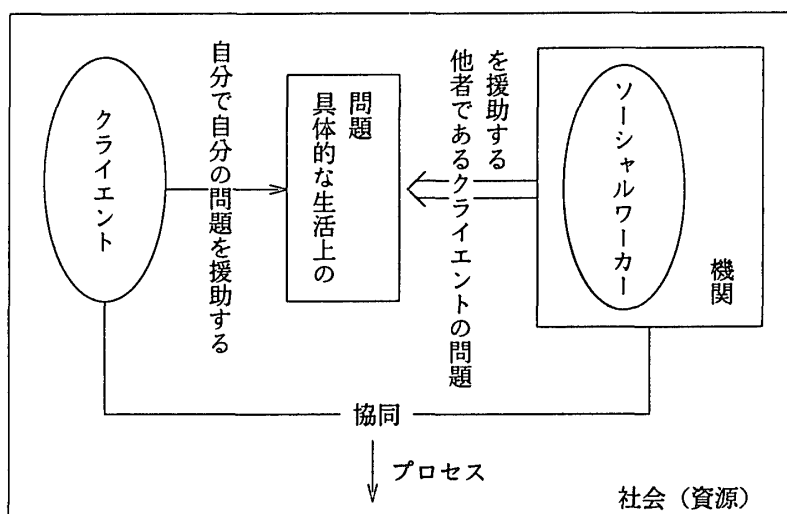 クライエント
自分で自分の問題を援助する
具体的な生活上の
問題
他者であるクライエントの問題
を援助する
ソーシャルワーカー
機関
協同
プロセス
社会（資源）